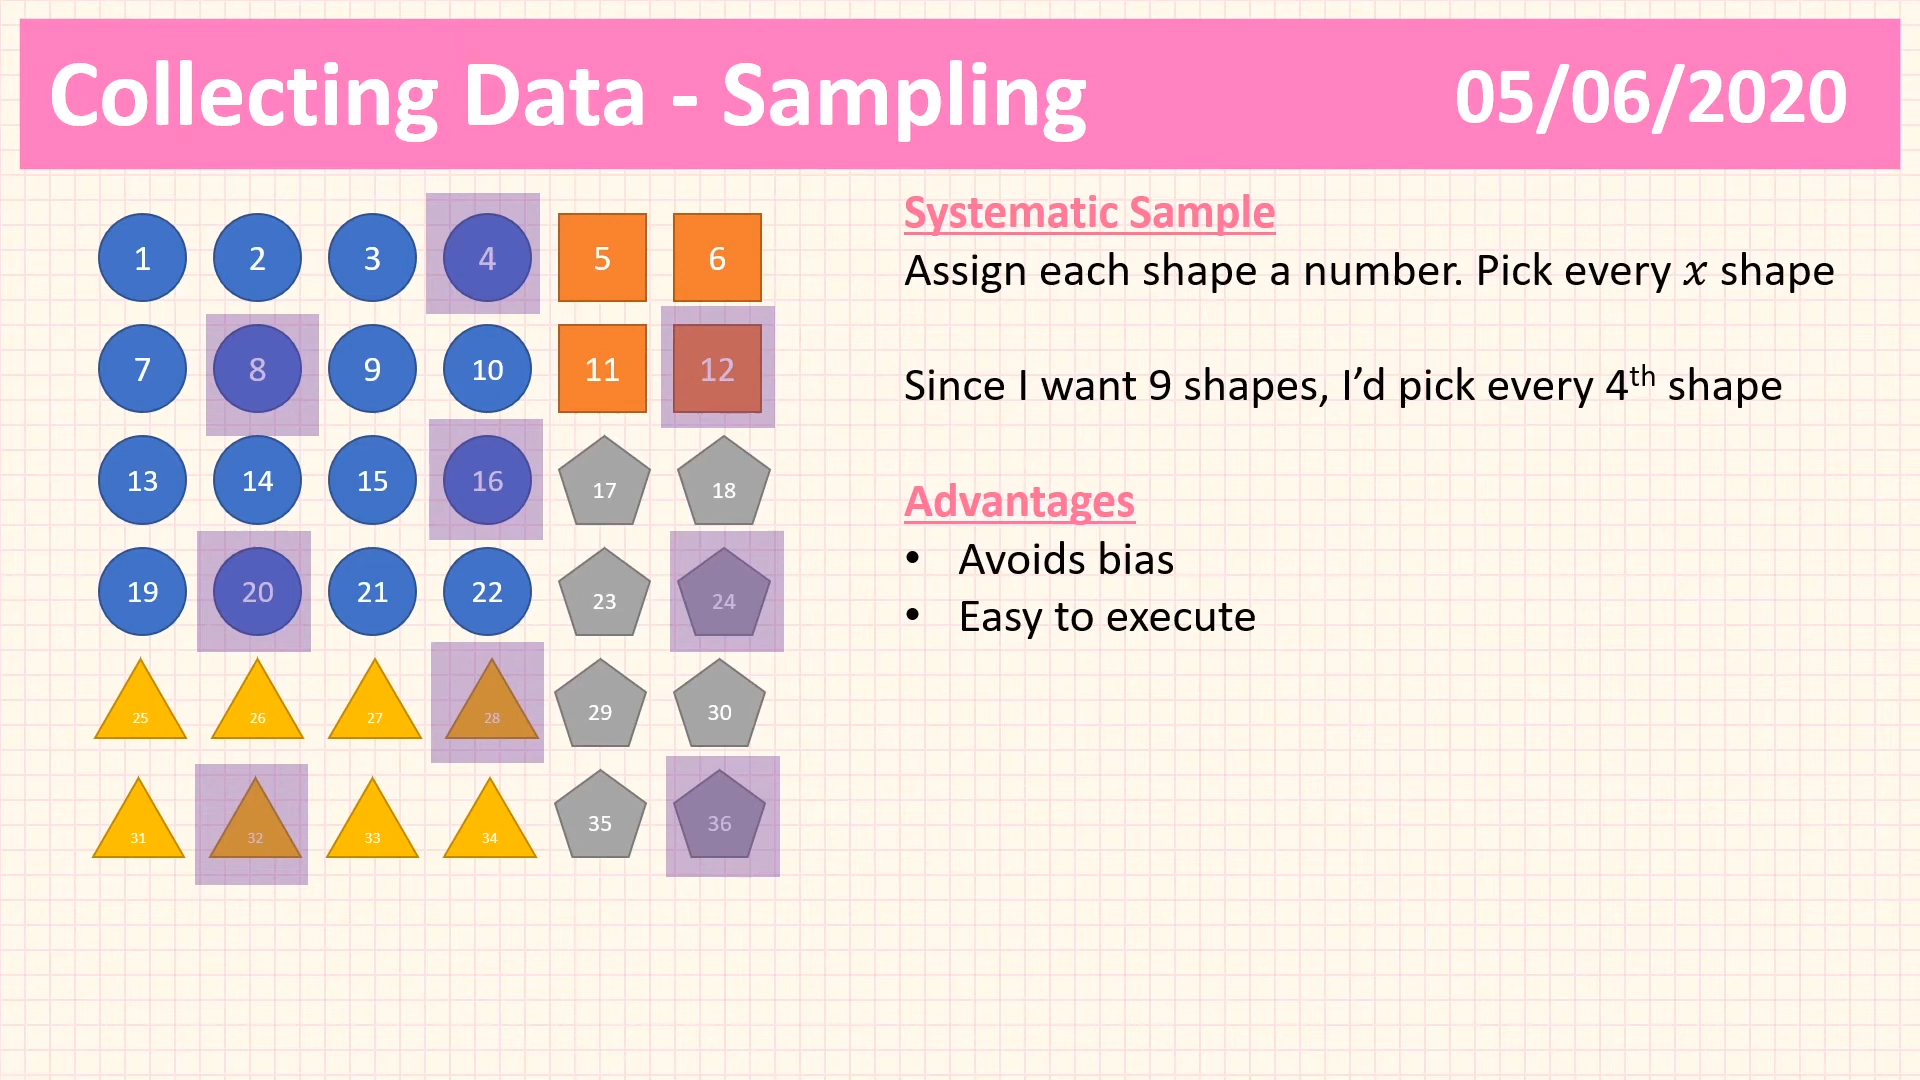 Collecting Data - Sampling
05/06/2020
1 2 3 4 5 6
7 8 9 10 11 12
13 14 15 16 17 18
19 20 21 22 23 24
25 26 27 28 29 30
31 32 33 34 35 36
Systematic Sample
Assign each shape a number. Pick every x shape
Since I want 9 shapes, I’d pick every 4th shape
Advantages
• Avoids bias
• Easy to execute